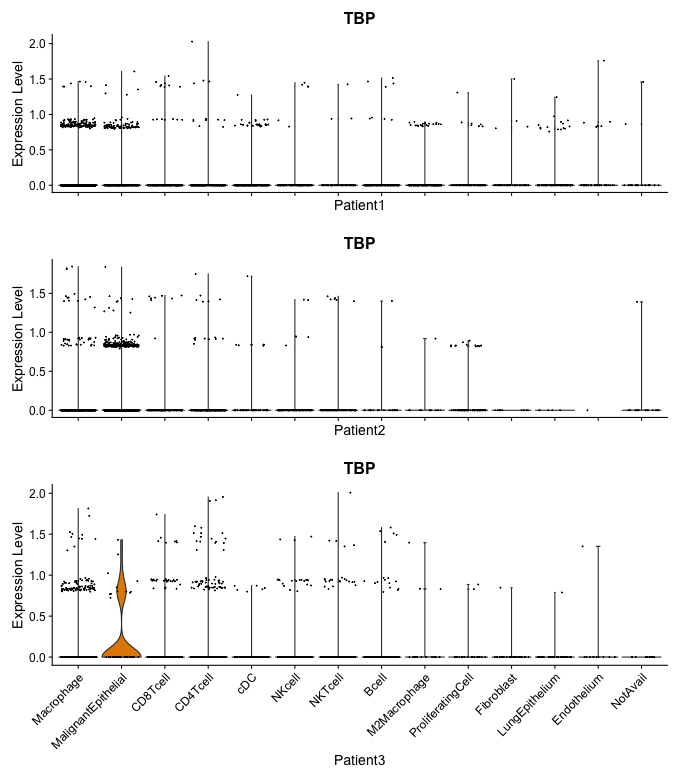 TBP
Expression Level
2.0
1.5
1.0
0.5
0.0
Patient1
TBP
Expression Level
1.5
1.0
0.5
0.0
Patient2
TBP
Expression Level
2.0
1.5
1.0
0.5
0.0
Macrophage
MalignantEpithelial
CD8Tcell
CD4Tcell
cDC
NKcell
NKTcell
Bcell
M2Macrophage
ProliferatingCell
Fibroblast
LungEpithelium
Endothelium
NotAvail
Patient3